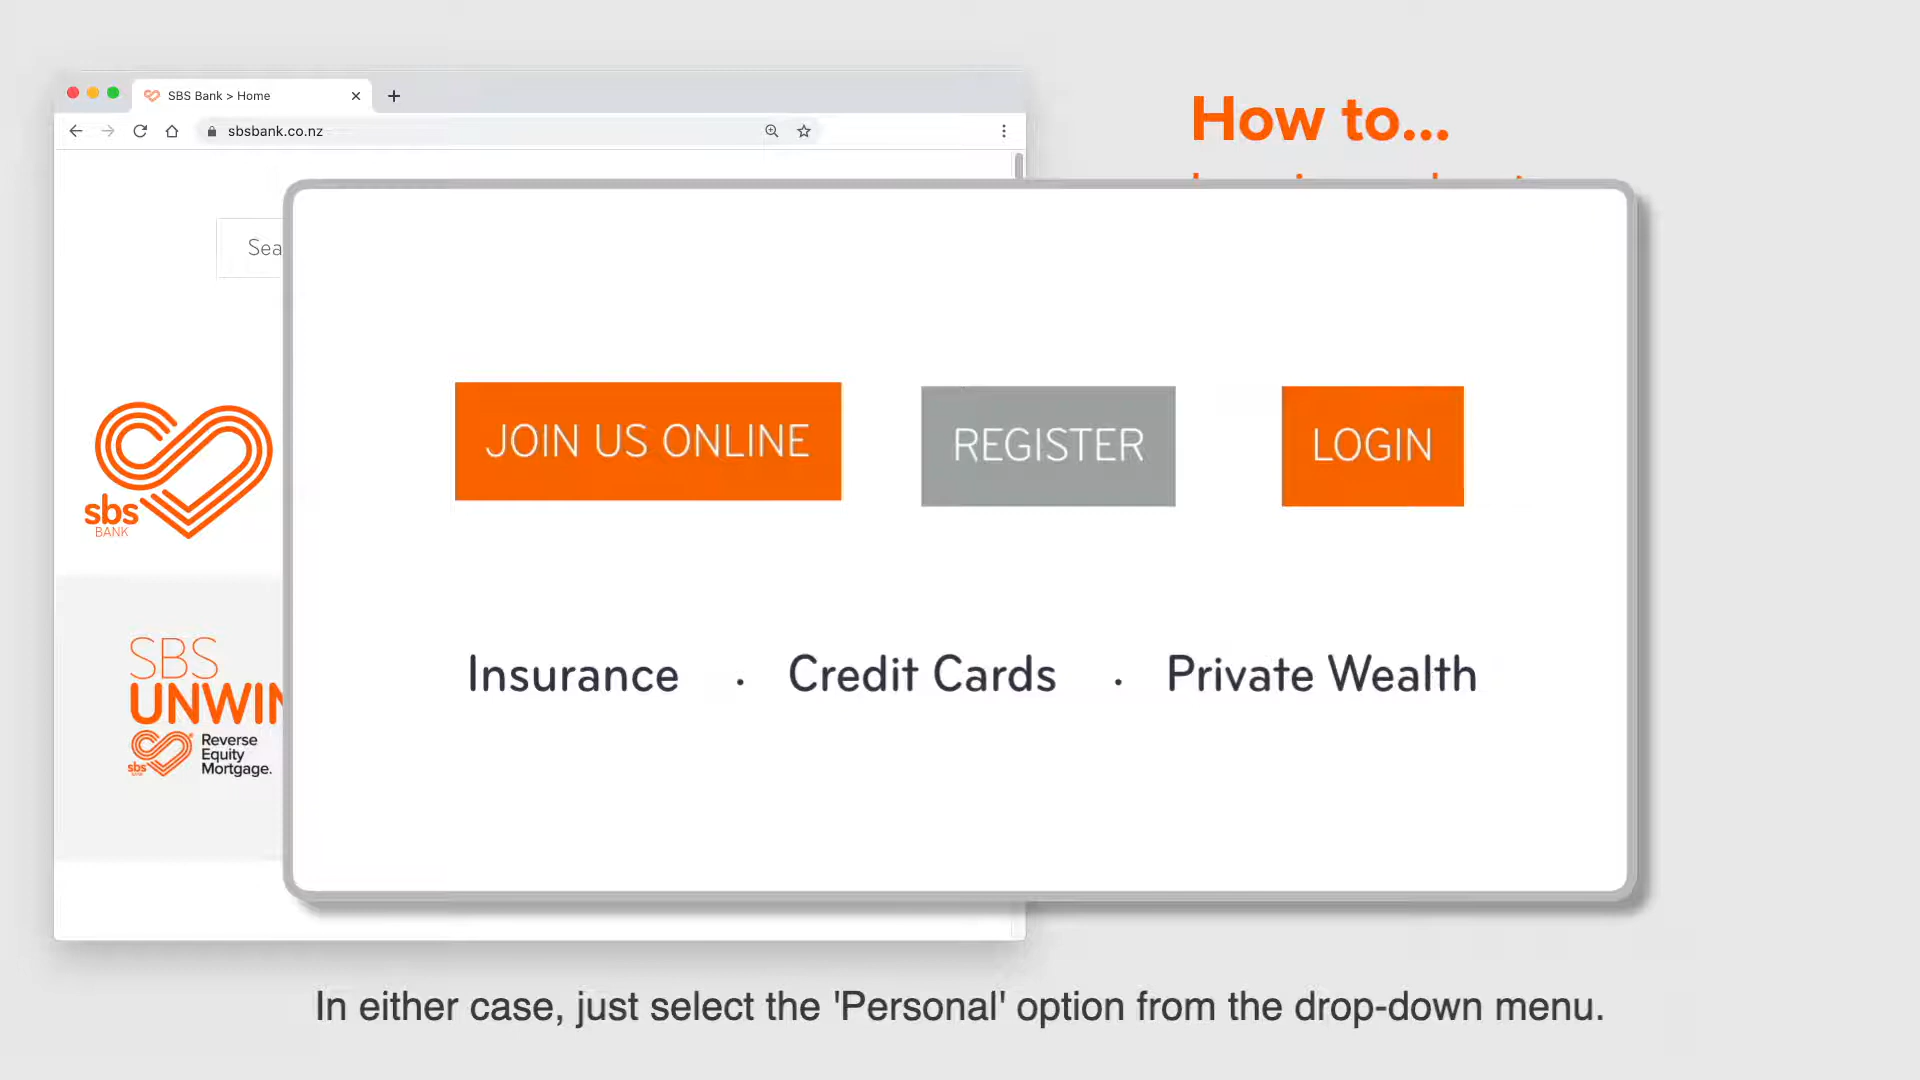 SBS Bank > Home
sbsbank.co.nz
How to...
Sea
JOIN US ONLINE
REGISTER
LOGIN
sbs
BANK
Insurance . Credit Cards . Private Wealth
SBS
UNWIN
sbs
Reverse
Equity
Mortgage.
In either case, just select the 'Personal' option from the drop-down menu.